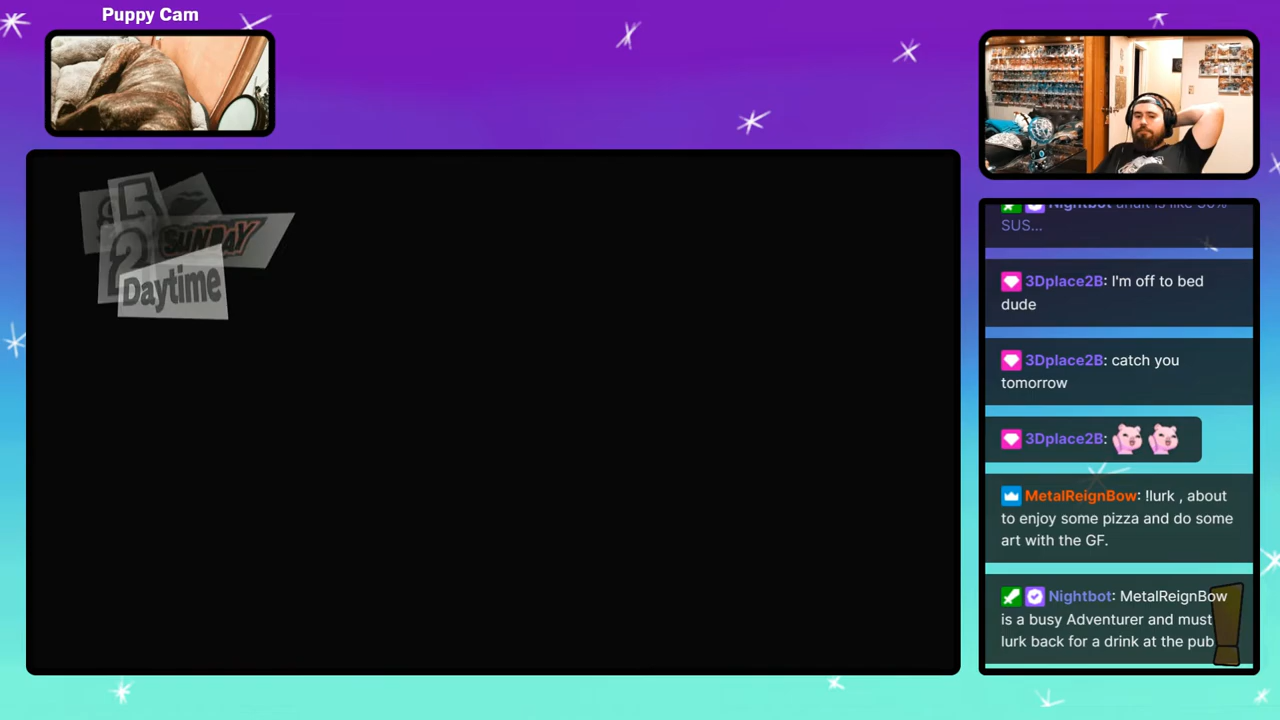 Puppy Cam
5
2
SUNDAY
Daytime
Nightbot
SUS...
3Dplace2B: I'm off to bed
dude
3Dplace2B: catch you
tomorrow
3Dplace2B:
MetalReignBow: !lurk , about
to enjoy some pizza and do some
art with the GF.
Nightbot: MetalReignBow
is a busy Adventurer and must
lurk back for a drink at the pub